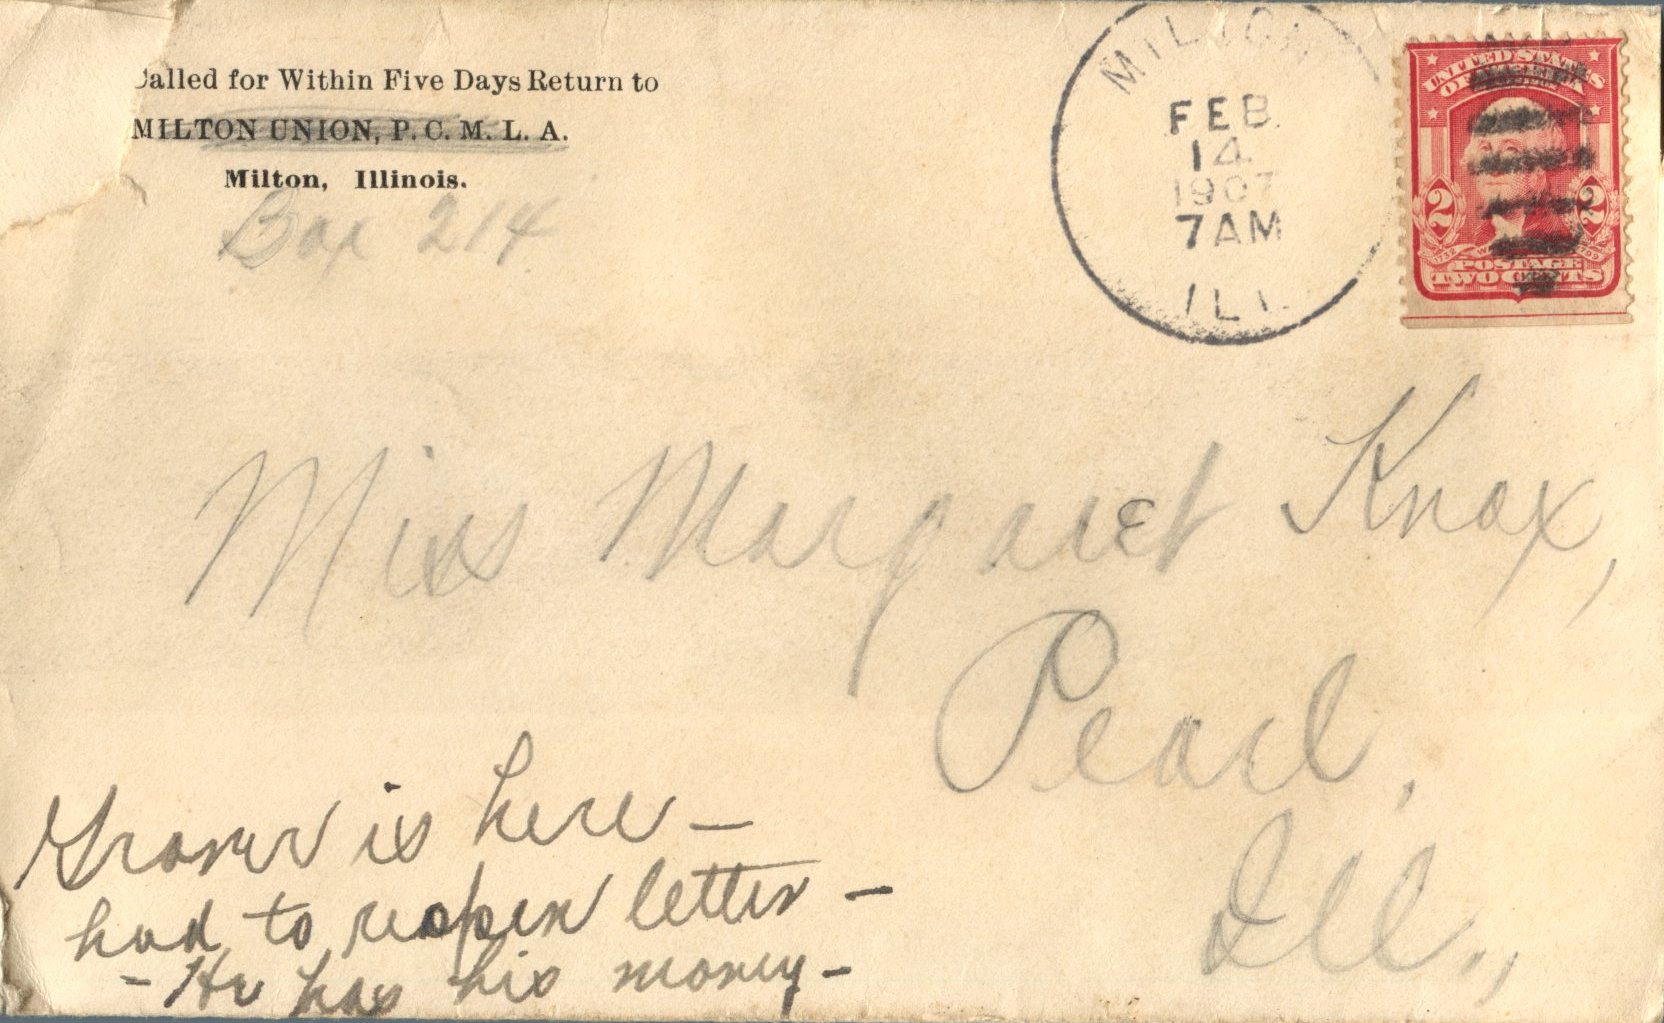 Called for Within Five Days Return to
MILTON UNION, P. C. M. L. A.
Milton, Illinois.
Box 214
MILTON
FEB
14
1907
7AM
ILL.
UNITED STATES
OF AMERICA
2 2
POSTAGE
TWO CENTS
Miss Margaret Knox,
Pearl,
Ill.,
Grover is here —
had to reopen letter —
- He has his money -